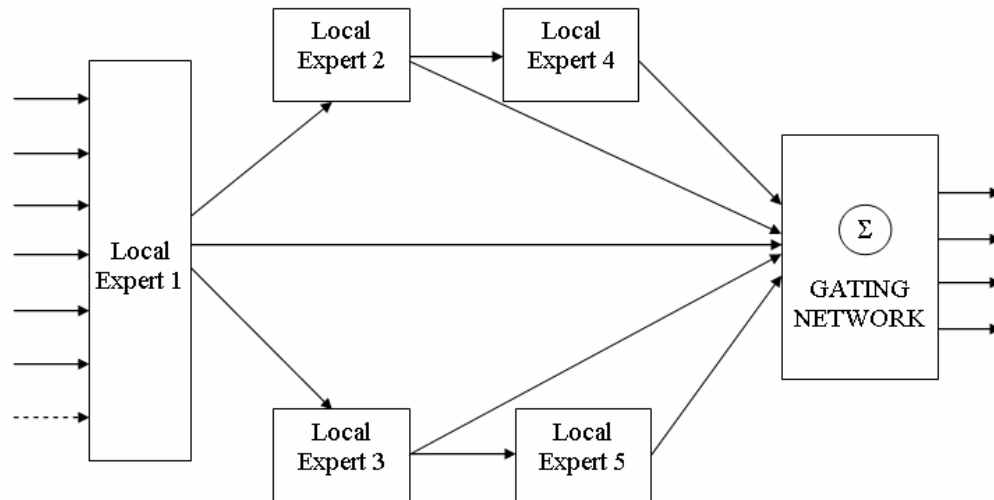 Local
Expert 1
Local
Expert 2
Local
Expert 4
Local
Expert 3
Local
Expert 5
Σ
GATING
NETWORK